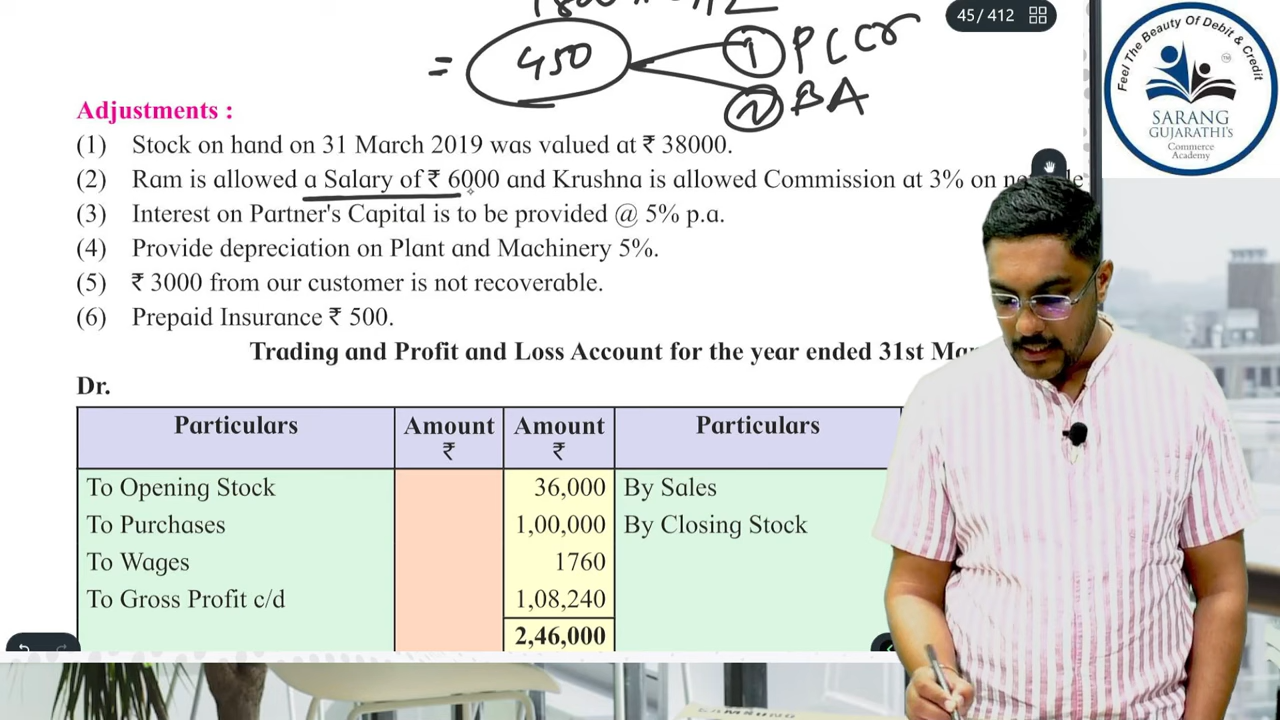 45/412
= 450 ① PL Cr
② BA
Adjustments :
(1) Stock on hand on 31 March 2019 was valued at ₹ 38000.
(2) Ram is allowed a Salary of ₹ 6000 and Krushna is allowed Commission at 3% on
(3) Interest on Partner's Capital is to be provided @ 5% p.a.
(4) Provide depreciation on Plant and Machinery 5%.
(5) ₹ 3000 from our customer is not recoverable.
(6) Prepaid Insurance ₹ 500.
Trading and Profit and Loss Account for the year ended 31st
Dr.
Particulars Amount ₹ Amount ₹ Particulars
To Opening Stock 36,000 By Sales
To Purchases 1,00,000 By Closing Stock
To Wages 1760
To Gross Profit c/d 1,08,240
2,46,000
Feel The Beauty Of Debit & Credit
TM
SARANG
GUJARATHI'S
Commerce
Academy
SAMSUNG